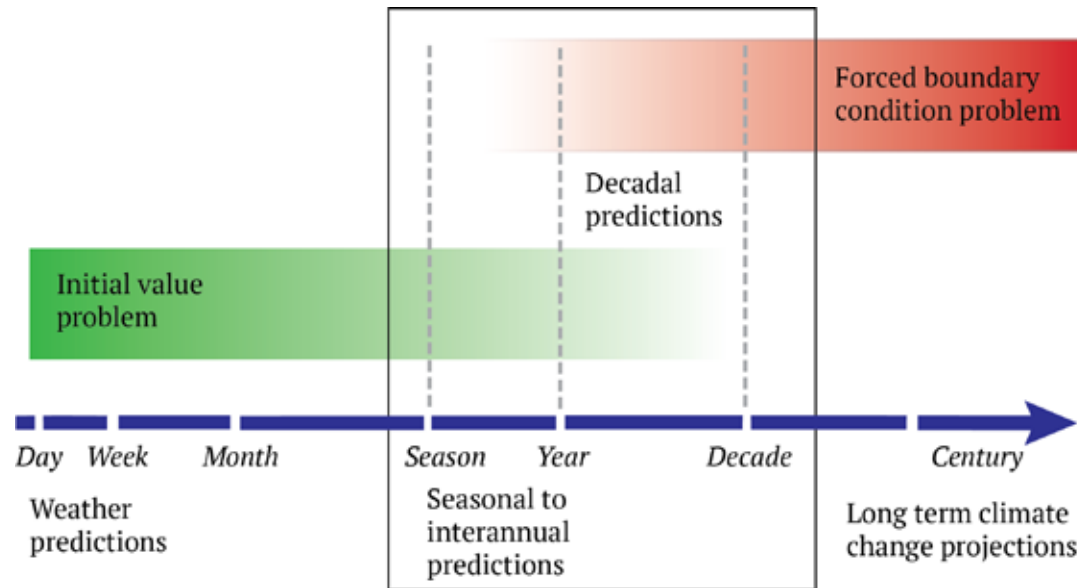 Forced boundary
condition problem
Decadal
predictions
Initial value
problem
Day Week Month Season Year Decade Century
Weather
predictions
Seasonal to
interannual
predictions
Long term climate
change projections